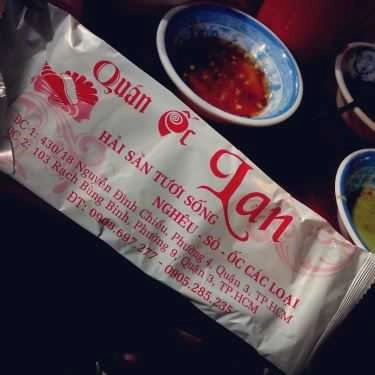 Quán Ốc
Lan
HẢI SẢN TƯƠI SỐNG
NGHÊU - SÒ - ỐC CÁC LOẠI
ĐC 1: 430/18 Nguyễn Đình Chiểu, Phường 4, Quận 3, TP.HCM
ĐC 2: 103 Rạch Bùng Binh, Phường 9, Quận 3, TP.HCM
ĐT: 0909.697.277 - 0905.285.235